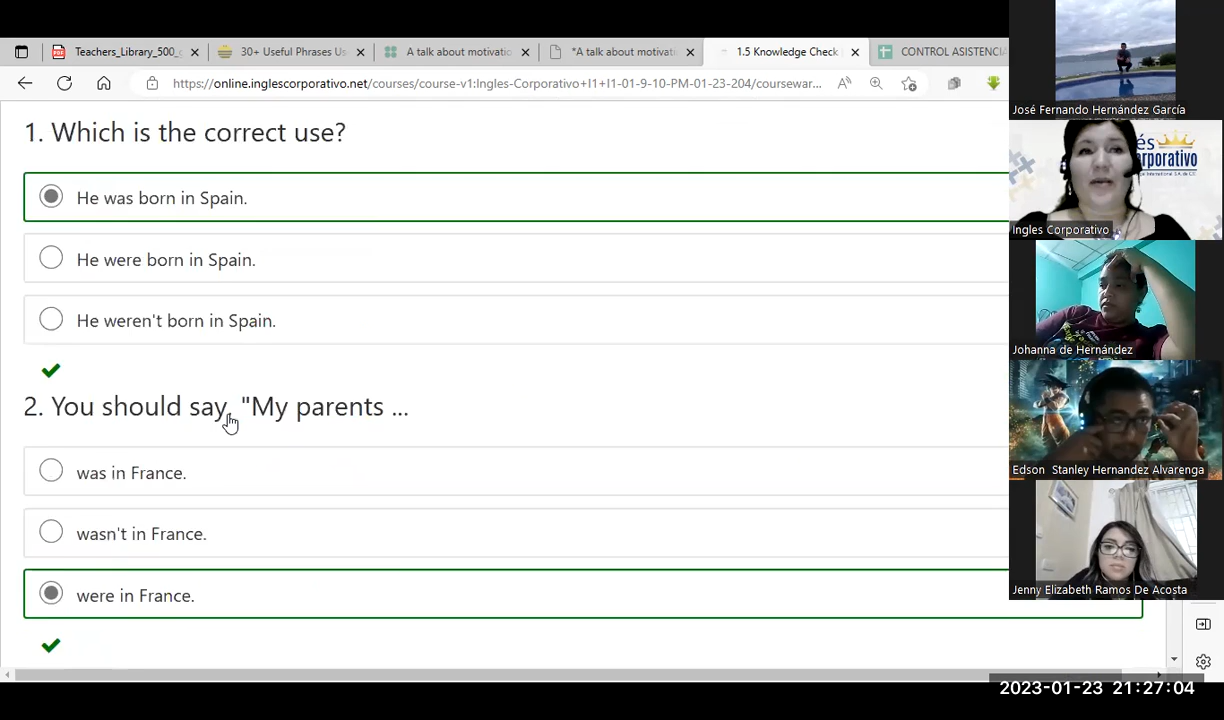 Teachers_Library_500_
30+ Useful Phrases Us
A talk about motivatio
*A talk about motivati
1.5 Knowledge Check
CONTROL ASISTENCI
https://online.inglescorporativo.net/courses/course-v1:Ingles-Corporativo+I1+I1-01-9-10-PM-01-23-204/coursewar...
1. Which is the correct use?
He was born in Spain.
He were born in Spain.
He weren't born in Spain.
2. You should say, "My parents ...
was in France.
wasn't in France.
were in France.
José Fernando Hernández García
és
orporativo
Ingles Corporativo
Johanna de Hernández
Edson Stanley Hernandez Alvarenga
Jenny Elizabeth Ramos De Acosta
2023-01-23 21:27:04